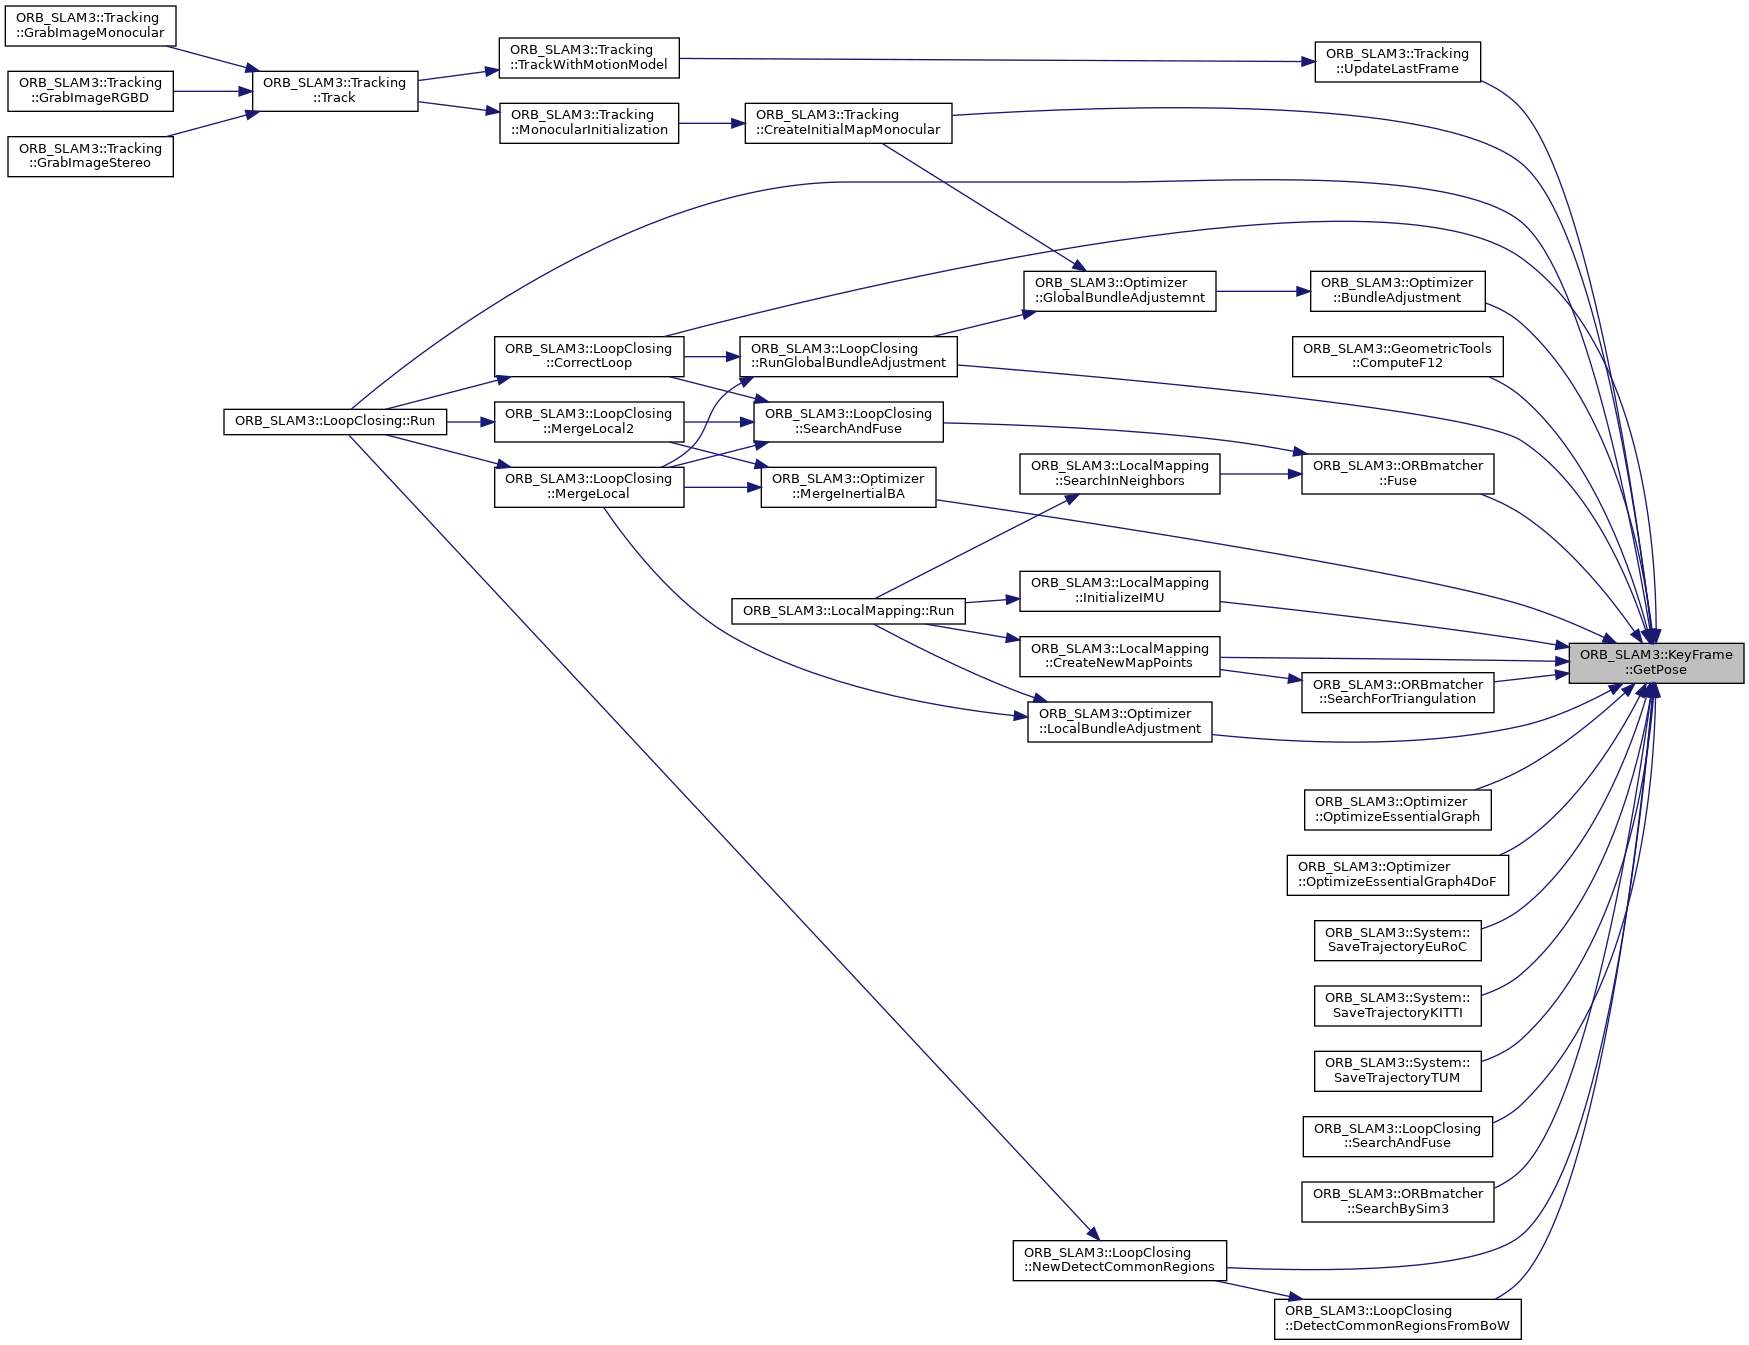 ORB_SLAM3::Tracking
::GrabImageMonocular
ORB_SLAM3::Tracking
::GrabImageRGBD
ORB_SLAM3::Tracking
::GrabImageStereo
ORB_SLAM3::Tracking
::Track
ORB_SLAM3::Tracking
::TrackWithMotionModel
ORB_SLAM3::Tracking
::MonocularInitialization
ORB_SLAM3::Tracking
::CreateInitialMapMonocular
ORB_SLAM3::Tracking
::UpdateLastFrame
ORB_SLAM3::Optimizer
::GlobalBundleAdjustemnt
ORB_SLAM3::Optimizer
::BundleAdjustment
ORB_SLAM3::LoopClosing
::CorrectLoop
ORB_SLAM3::LoopClosing
::RunGlobalBundleAdjustment
ORB_SLAM3::GeometricTools
::ComputeF12
ORB_SLAM3::LoopClosing::Run
ORB_SLAM3::LoopClosing
::MergeLocal2
ORB_SLAM3::LoopClosing
::SearchAndFuse
ORB_SLAM3::LoopClosing
::MergeLocal
ORB_SLAM3::Optimizer
::MergeInertialBA
ORB_SLAM3::LocalMapping
::SearchInNeighbors
ORB_SLAM3::ORBmatcher
::Fuse
ORB_SLAM3::LocalMapping::Run
ORB_SLAM3::LocalMapping
::InitializeIMU
ORB_SLAM3::LocalMapping
::CreateNewMapPoints
ORB_SLAM3::ORBmatcher
::SearchForTriangulation
ORB_SLAM3::KeyFrame
::GetPose
ORB_SLAM3::Optimizer
::LocalBundleAdjustment
ORB_SLAM3::Optimizer
::OptimizeEssentialGraph
ORB_SLAM3::Optimizer
::OptimizeEssentialGraph4DoF
ORB_SLAM3::System::
SaveTrajectoryEuRoC
ORB_SLAM3::System::
SaveTrajectoryKITTI
ORB_SLAM3::System::
SaveTrajectoryTUM
ORB_SLAM3::LoopClosing
::SearchAndFuse
ORB_SLAM3::ORBmatcher
::SearchBySim3
ORB_SLAM3::LoopClosing
::NewDetectCommonRegions
ORB_SLAM3::LoopClosing
::DetectCommonRegionsFromBoW